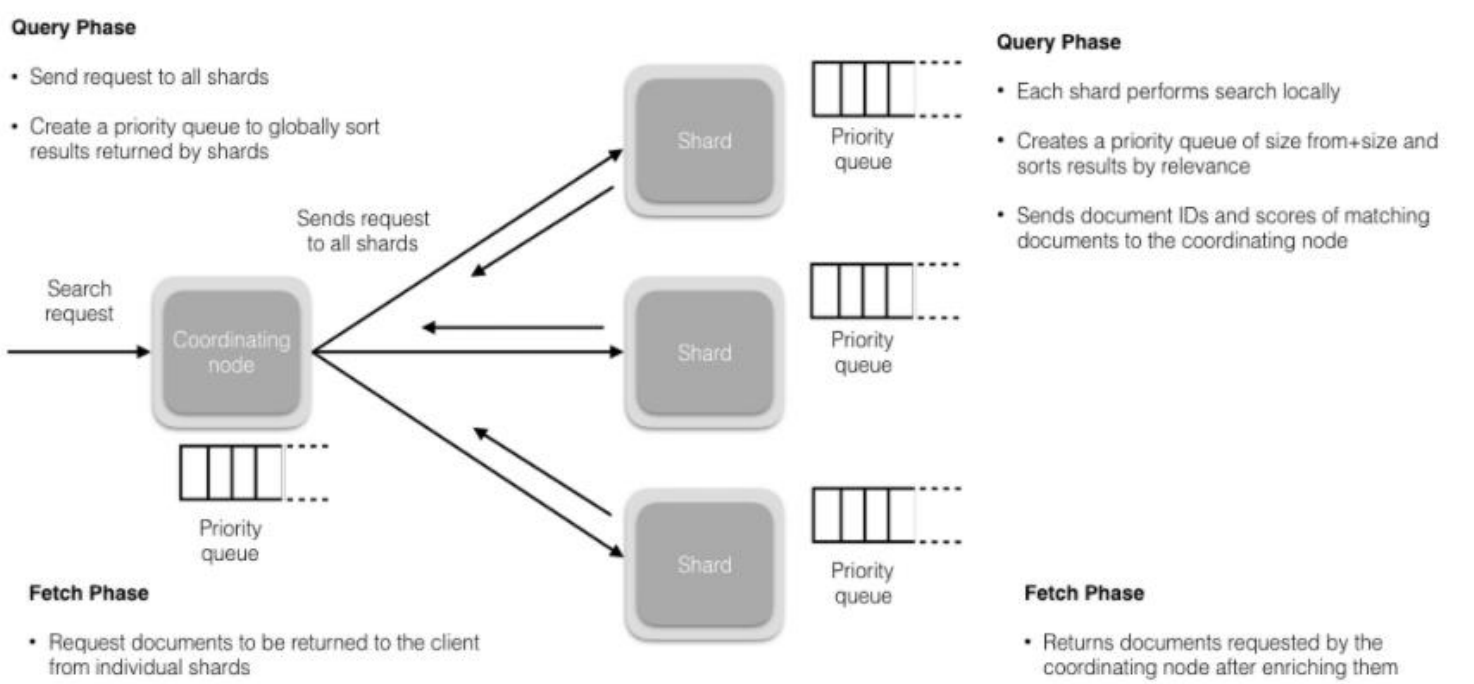 Query Phase
• Send request to all shards
• Create a priority queue to globally sort
results returned by shards
Sends request
to all shards
Search
request
Coordinating
node
Priority
queue
Fetch Phase
• Request documents to be returned to the client
from individual shards
Shard
Priority
queue
Shard
Priority
queue
Shard
Priority
queue
Query Phase
• Each shard performs search locally
• Creates a priority queue of size from+size and
sorts results by relevance
• Sends document IDs and scores of matching
documents to the coordinating node
Fetch Phase
• Returns documents requested by the
coordinating node after enriching them